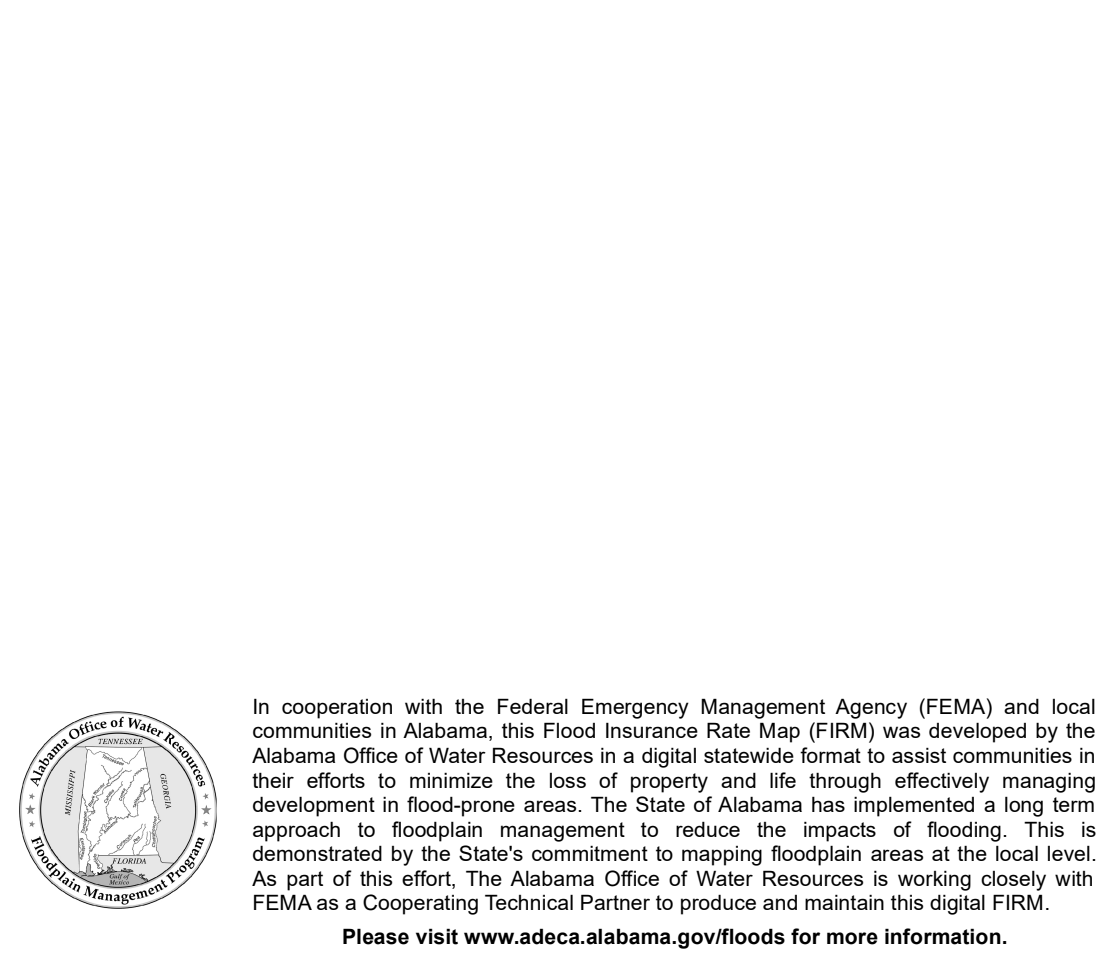 Alabama Office of Water Resources
TENNESSEE
MISSISSIPPI
GEORGIA
FLORIDA
Gulf of
Mexico
Floodplain Management Program
In cooperation with the Federal Emergency Management Agency (FEMA) and local
communities in Alabama, this Flood Insurance Rate Map (FIRM) was developed by the
Alabama Office of Water Resources in a digital statewide format to assist communities in
their efforts to minimize the loss of property and life through effectively managing
development in flood-prone areas. The State of Alabama has implemented a long term
approach to floodplain management to reduce the impacts of flooding. This is
demonstrated by the State's commitment to mapping floodplain areas at the local level.
As part of this effort, The Alabama Office of Water Resources is working closely with
FEMA as a Cooperating Technical Partner to produce and maintain this digital FIRM.
Please visit www.adeca.alabama.gov/floods for more information.